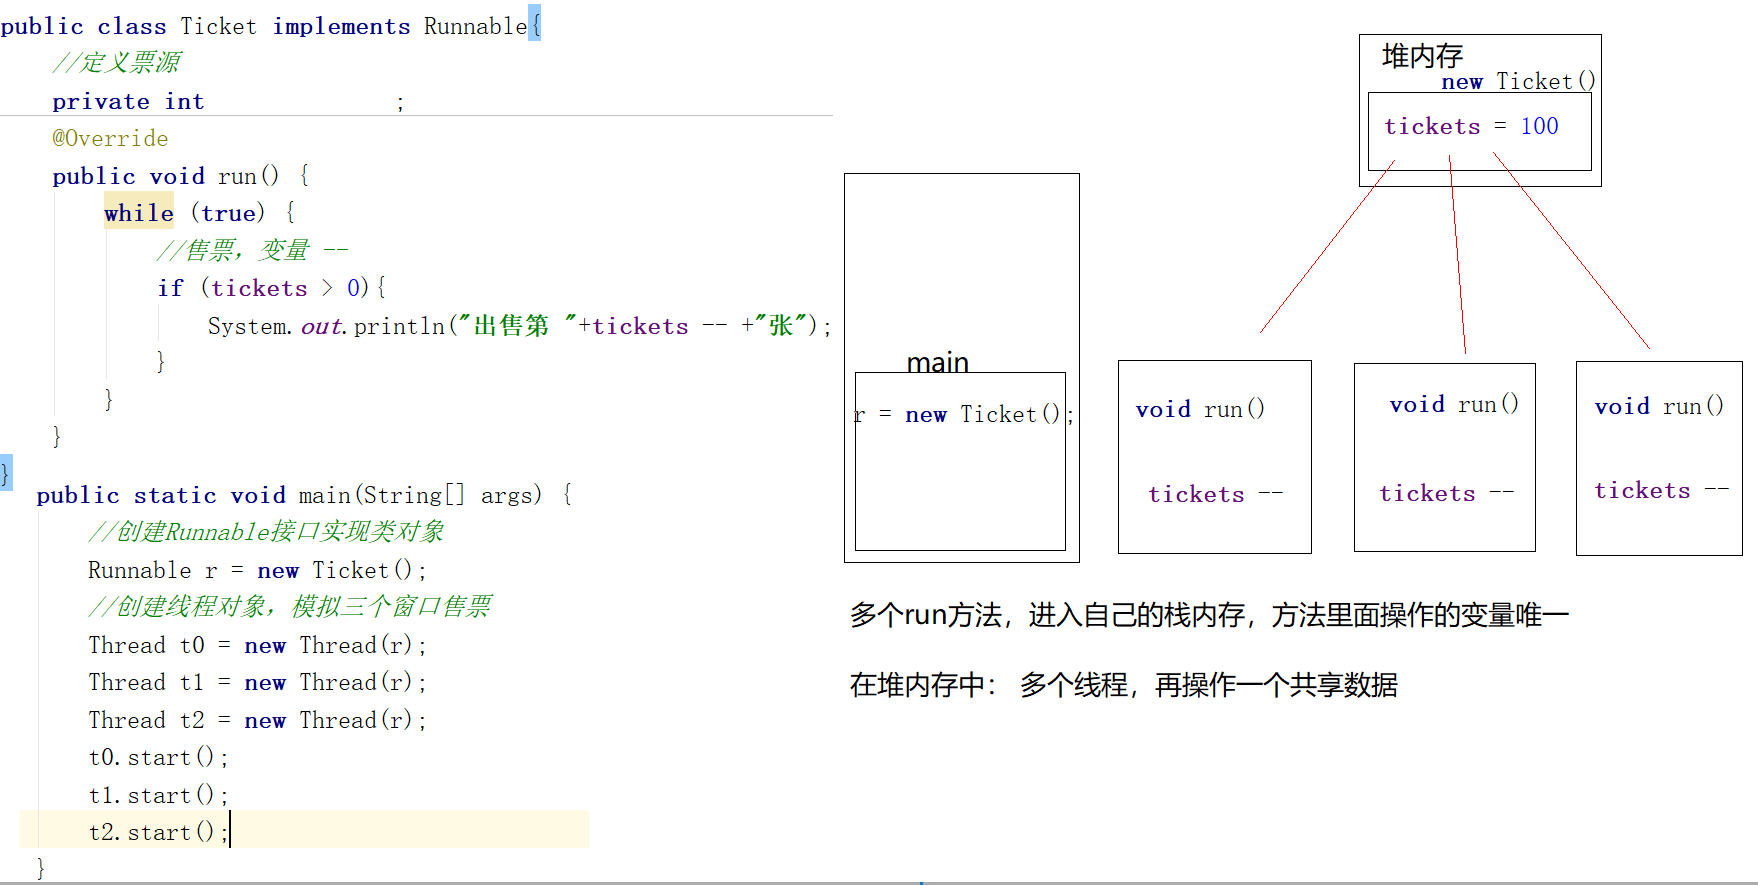 public class Ticket implements Runnable{
//定义票源
private int ;
@Override
public void run() {
while (true) {
//售票，变量 --
if (tickets > 0){
System.out.println("出售第 "+tickets -- +"张");
}
}
}
}
public static void main(String[] args) {
//创建Runnable接口实现类对象
Runnable r = new Ticket();
//创建线程对象，模拟三个窗口售票
Thread t0 = new Thread(r);
Thread t1 = new Thread(r);
Thread t2 = new Thread(r);
t0.start();
t1.start();
t2.start();
}
堆内存
new Ticket()
tickets = 100
main
r = new Ticket();
void run()
tickets --
void run()
tickets --
void run()
tickets --
多个run方法，进入自己的栈内存，方法里面操作的变量唯一
在堆内存中： 多个线程，再操作一个共享数据